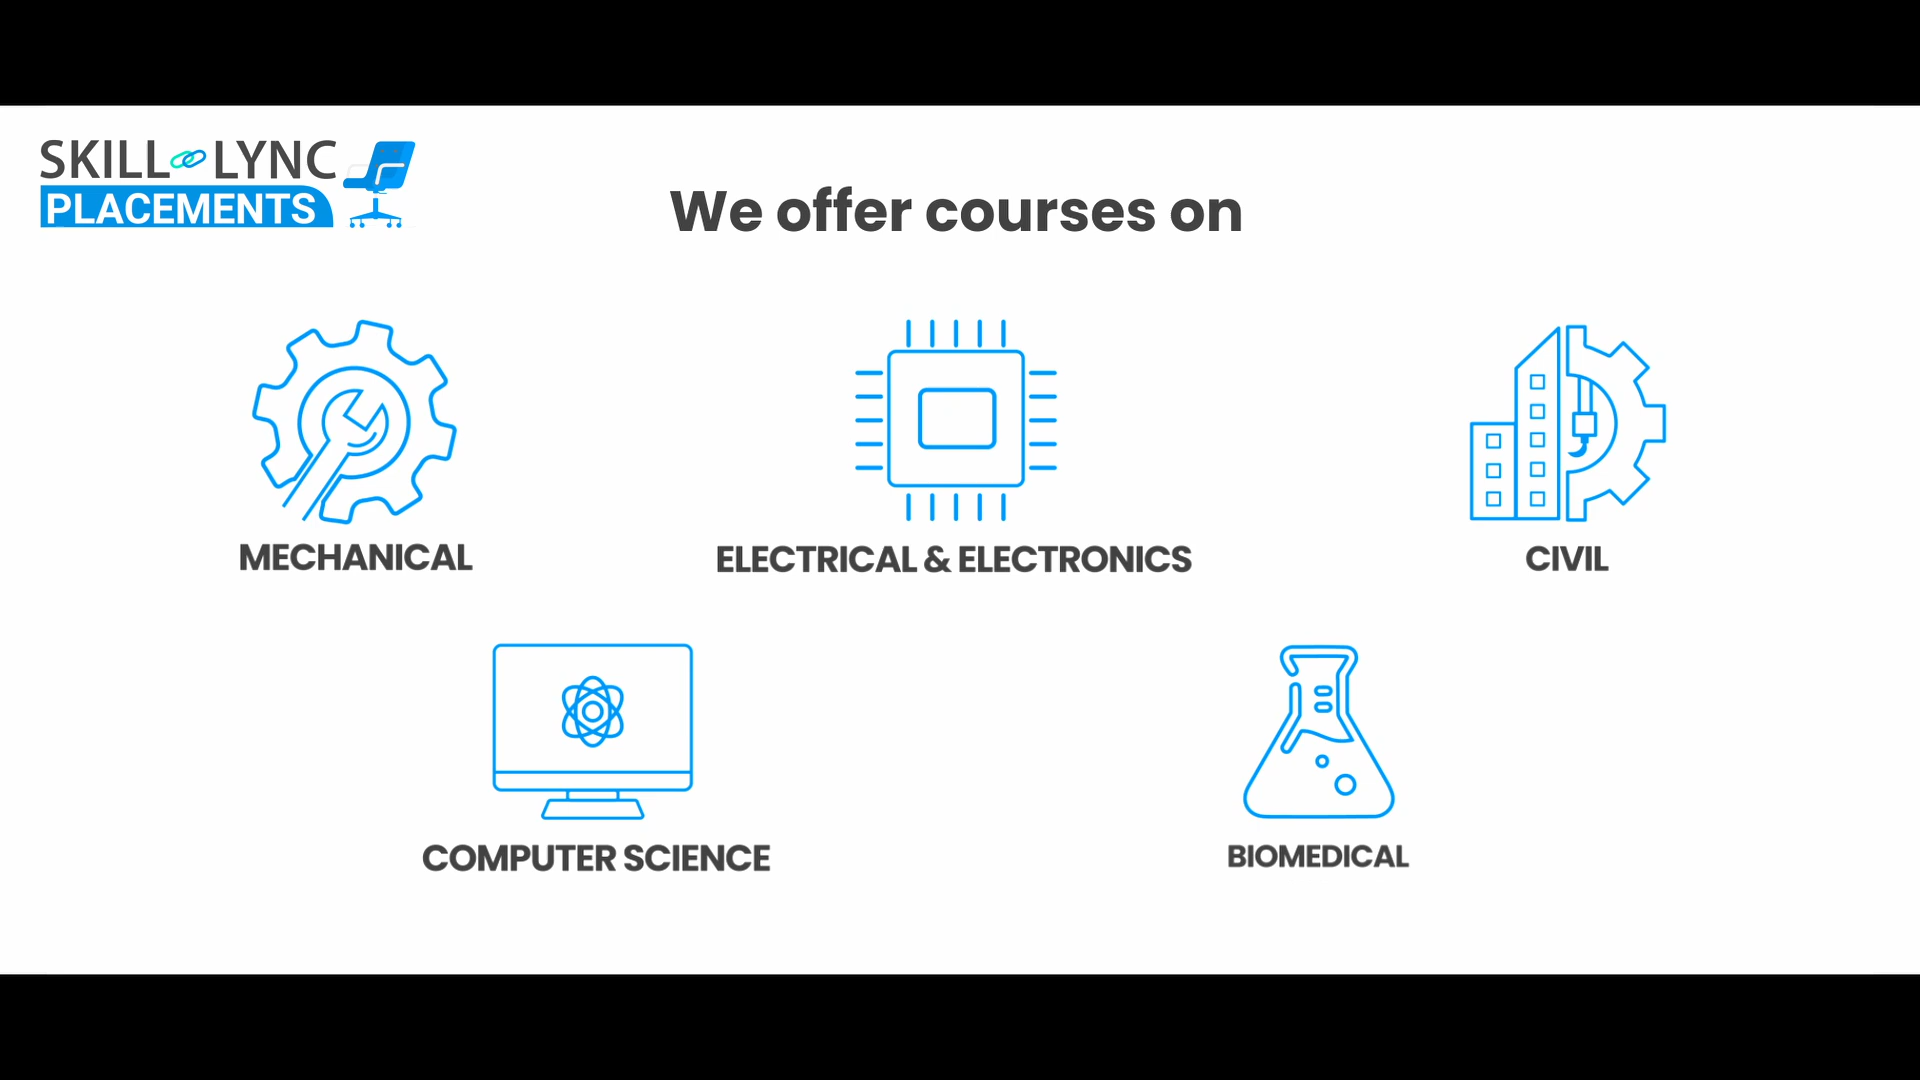 SKILL LYNC
PLACEMENTS
We offer courses on
MECHANICAL
ELECTRICAL & ELECTRONICS
CIVIL
COMPUTER SCIENCE
BIOMEDICAL